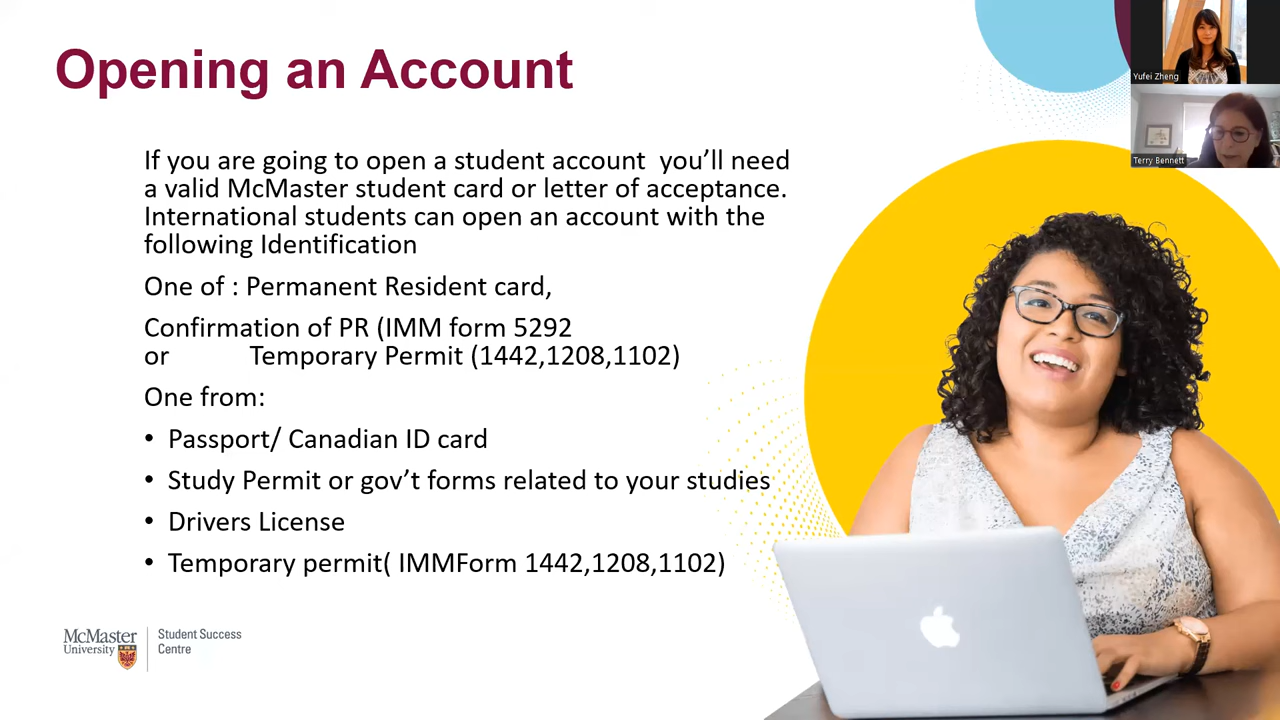 Opening an Account
Yufei Zheng
Terry Bennett
If you are going to open a student account  you’ll need
a valid McMaster student card or letter of acceptance.
International students can open an account with the
following Identification
One of : Permanent Resident card,
Confirmation of PR (IMM form 5292
or Temporary Permit (1442,1208,1102)
One from:
• Passport/ Canadian ID card
• Study Permit or gov’t forms related to your studies
• Drivers License
• Temporary permit( IMMForm 1442,1208,1102)
McMaster
University
Student Success
Centre